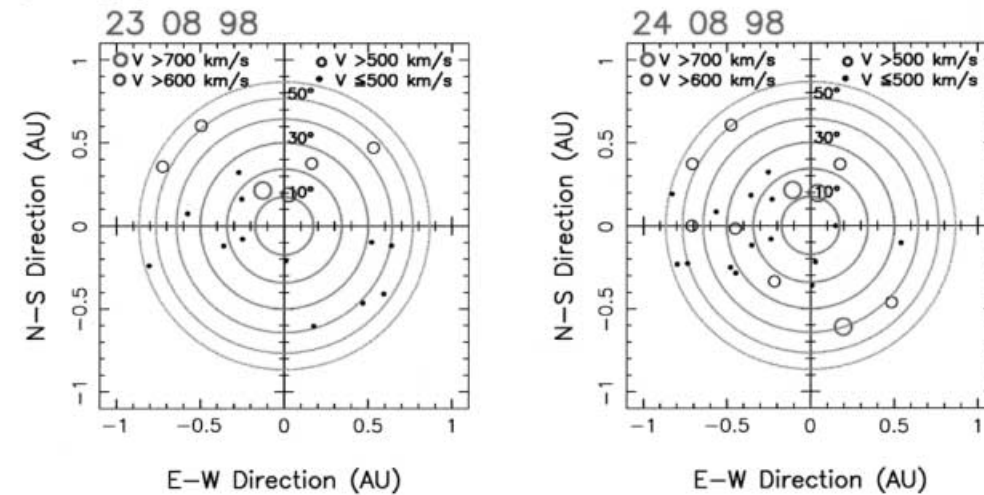 23 08 98
V >700 km/s V >500 km/s
V >600 km/s V ≤500 km/s
50°
30°
10°
N-S Direction (AU)
1
0.5
0
-0.5
-1
-1 -0.5 0 0.5 1
E-W Direction (AU)
24 08 98
V >700 km/s V >500 km/s
V >600 km/s V ≤500 km/s
50°
30°
10°
N-S Direction (AU)
1
0.5
0
-0.5
-1
-1 -0.5 0 0.5 1
E-W Direction (AU)